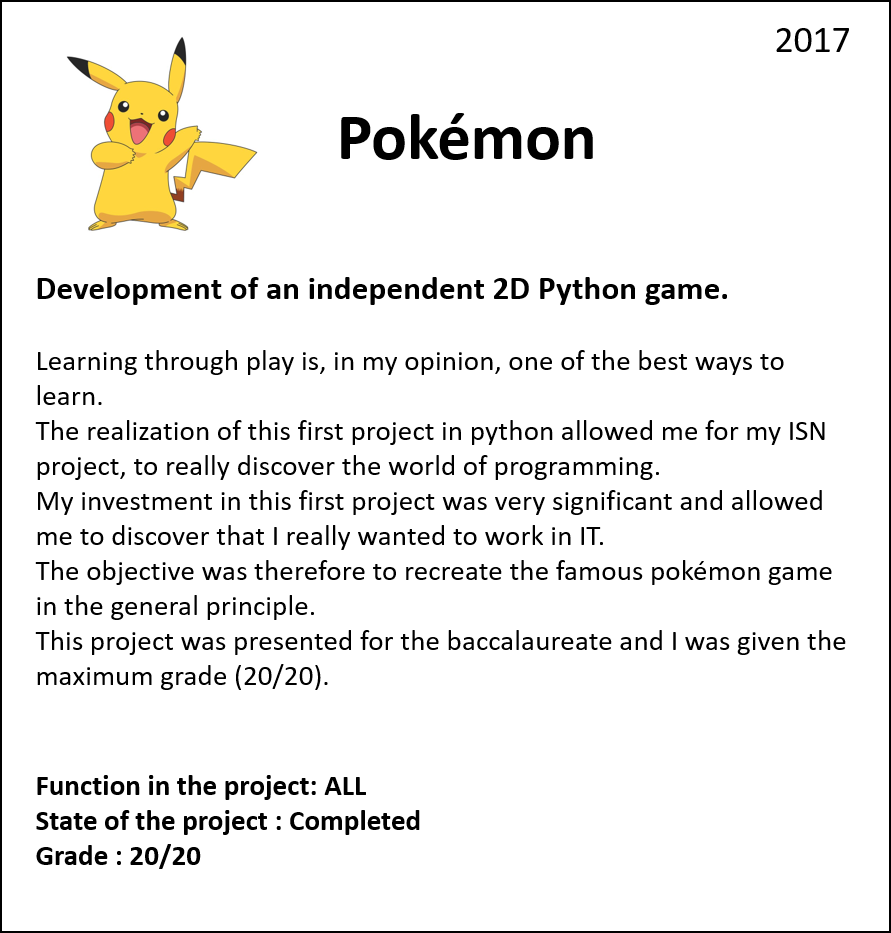 2017
Pokémon
Development of an independent 2D Python game.
Learning through play is, in my opinion, one of the best ways to
learn.
The realization of this first project in python allowed me for my ISN
project, to really discover the world of programming.
My investment in this first project was very significant and allowed
me to discover that I really wanted to work in IT.
The objective was therefore to recreate the famous pokémon game
in the general principle.
This project was presented for the baccalaureate and I was given the
maximum grade (20/20).
Function in the project: ALL
State of the project : Completed
Grade : 20/20